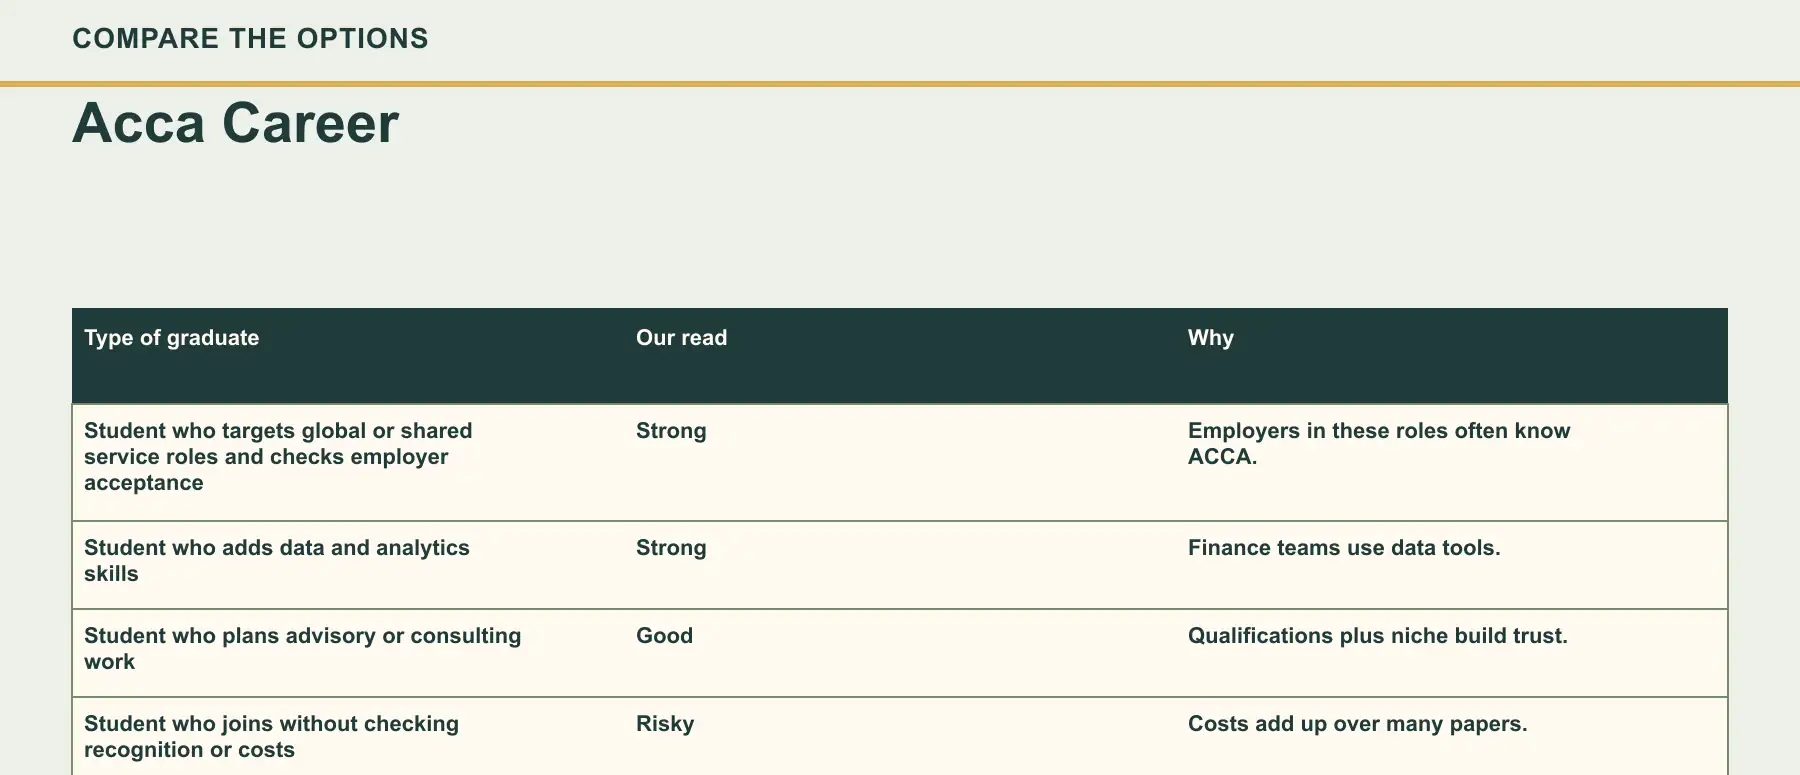 COMPARE THE OPTIONS
Acca Career
Type of graduate
Our read
Why
Student who targets global or shared
service roles and checks employer
acceptance
Strong
Employers in these roles often know
ACCA.
Student who adds data and analytics
skills
Strong
Finance teams use data tools.
Student who plans advisory or consulting
work
Good
Qualifications plus niche build trust.
Student who joins without checking
recognition or costs
Risky
Costs add up over many papers.